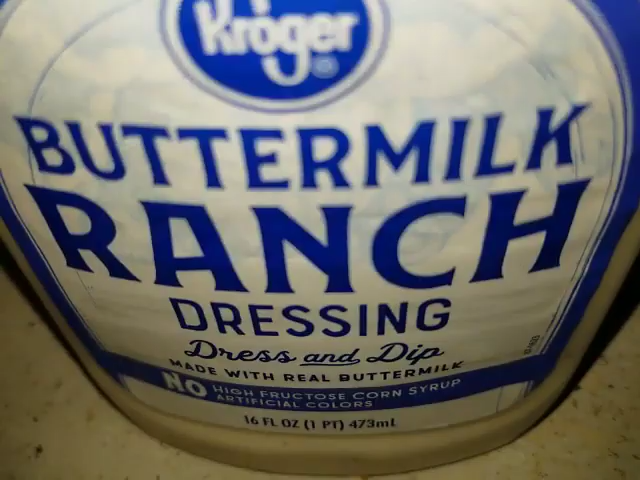 Kroger
BUTTERMILK
RANCH
DRESSING
Dress and Dip
MADE WITH REAL BUTTERMILK
NO HIGH FRUCTOSE CORN SYRUP
ARTIFICIAL COLORS
16 FL OZ (1 PT) 473mL